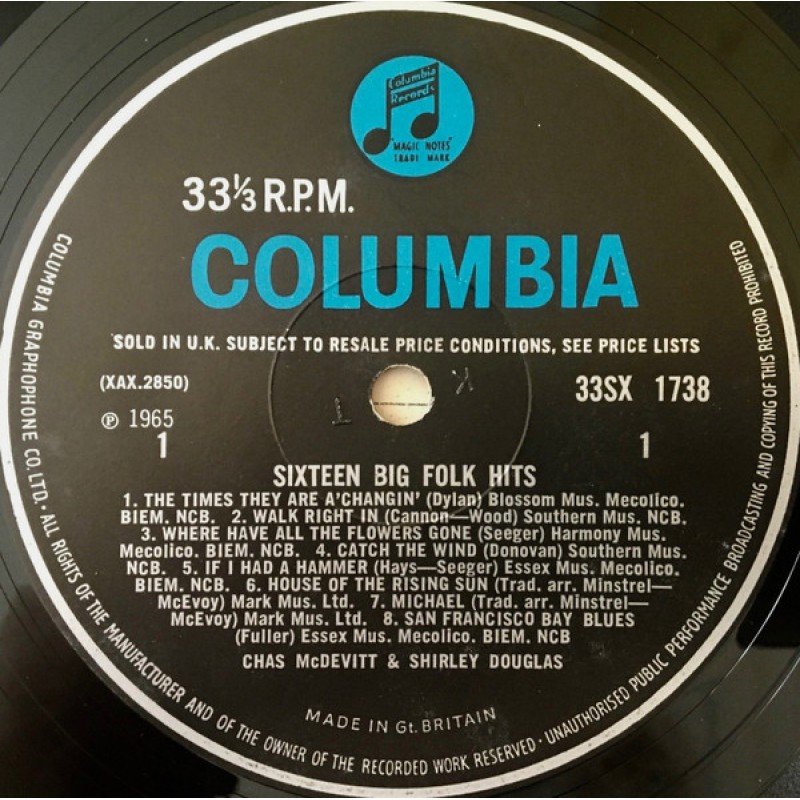 Columbia
Records
"MAGIC NOTES"
TRADE MARK
33⅓ R.P.M.
COLUMBIA
SOLD IN U.K. SUBJECT TO RESALE PRICE CONDITIONS, SEE PRICE LISTS
(XAX.2850)
33SX 1738
Ⓟ 1965
1
1
K
T
SIXTEEN BIG FOLK HITS
1. THE TIMES THEY ARE A'CHANGIN' (Dylan) Blossom Mus. Mecolico.
BIEM. NCB. 2. WALK RIGHT IN (Cannon—Wood) Southern Mus. NCB.
3. WHERE HAVE ALL THE FLOWERS GONE (Seeger) Harmony Mus.
Mecolico. BIEM. NCB. 4. CATCH THE WIND (Donovan) Southern Mus.
NCB. 5. IF I HAD A HAMMER (Hays—Seeger) Essex Mus. Mecolico.
BIEM. NCB. 6. HOUSE OF THE RISING SUN (Trad. arr. Minstrel—
McEvoy) Mark Mus. Ltd. 7. MICHAEL (Trad. arr. Minstrel—
McEvoy) Mark Mus. Ltd. 8. SAN FRANCISCO BAY BLUES
(Fuller) Essex Mus. Mecolico. BIEM. NCB
CHAS McDEVITT & SHIRLEY DOUGLAS
MADE IN Gt. BRITAIN
COLUMBIA GRAPHOPHONE CO. LTD. · ALL RIGHTS OF THE MANUFACTURER AND OF THE OWNER OF THE RECORDED WORK RESERVED · UNAUTHORISED PUBLIC PERFORMANCE BROADCASTING AND COPYING OF THIS RECORD PROHIBITED